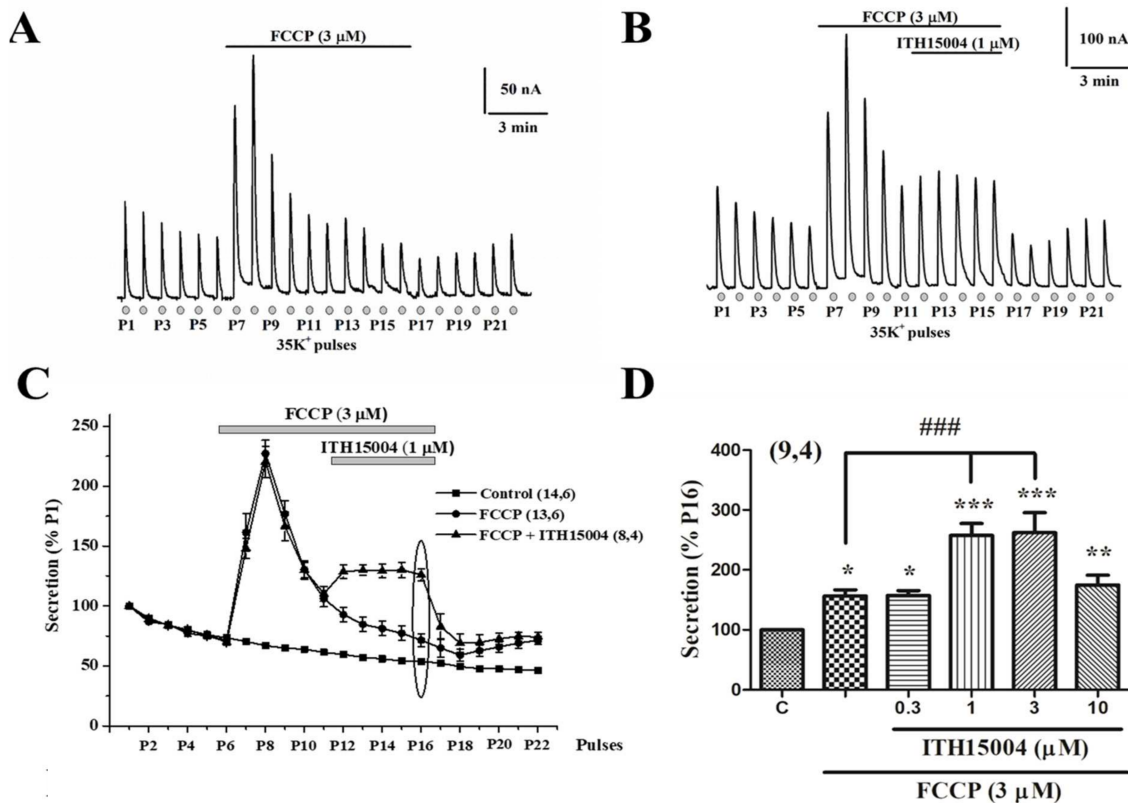 A
FCCP (3 μM)
50 nA
3 min
P1 P3 P5 P7 P9 P11 P13 P15 P17 P19 P21
35K⁺ pulses
B
FCCP (3 μM)
ITH15004 (1 μM)
100 nA
3 min
P1 P3 P5 P7 P9 P11 P13 P15 P17 P19 P21
35K⁺ pulses
C
FCCP (3 μM)
ITH15004 (1 μM)
Control (14,6)
FCCP (13,6)
FCCP + ITH15004 (8,4)
Secretion (% P1)
250
200
150
100
50
0
P2 P4 P6 P8 P10 P12 P14 P16 P18 P20 P22 Pulses
D
(9,4)
###
* * *** *** **
Secretion (% P16)
400
300
200
100
0
C 0.3 1 3 10
ITH15004 (μM)
FCCP (3 μM)